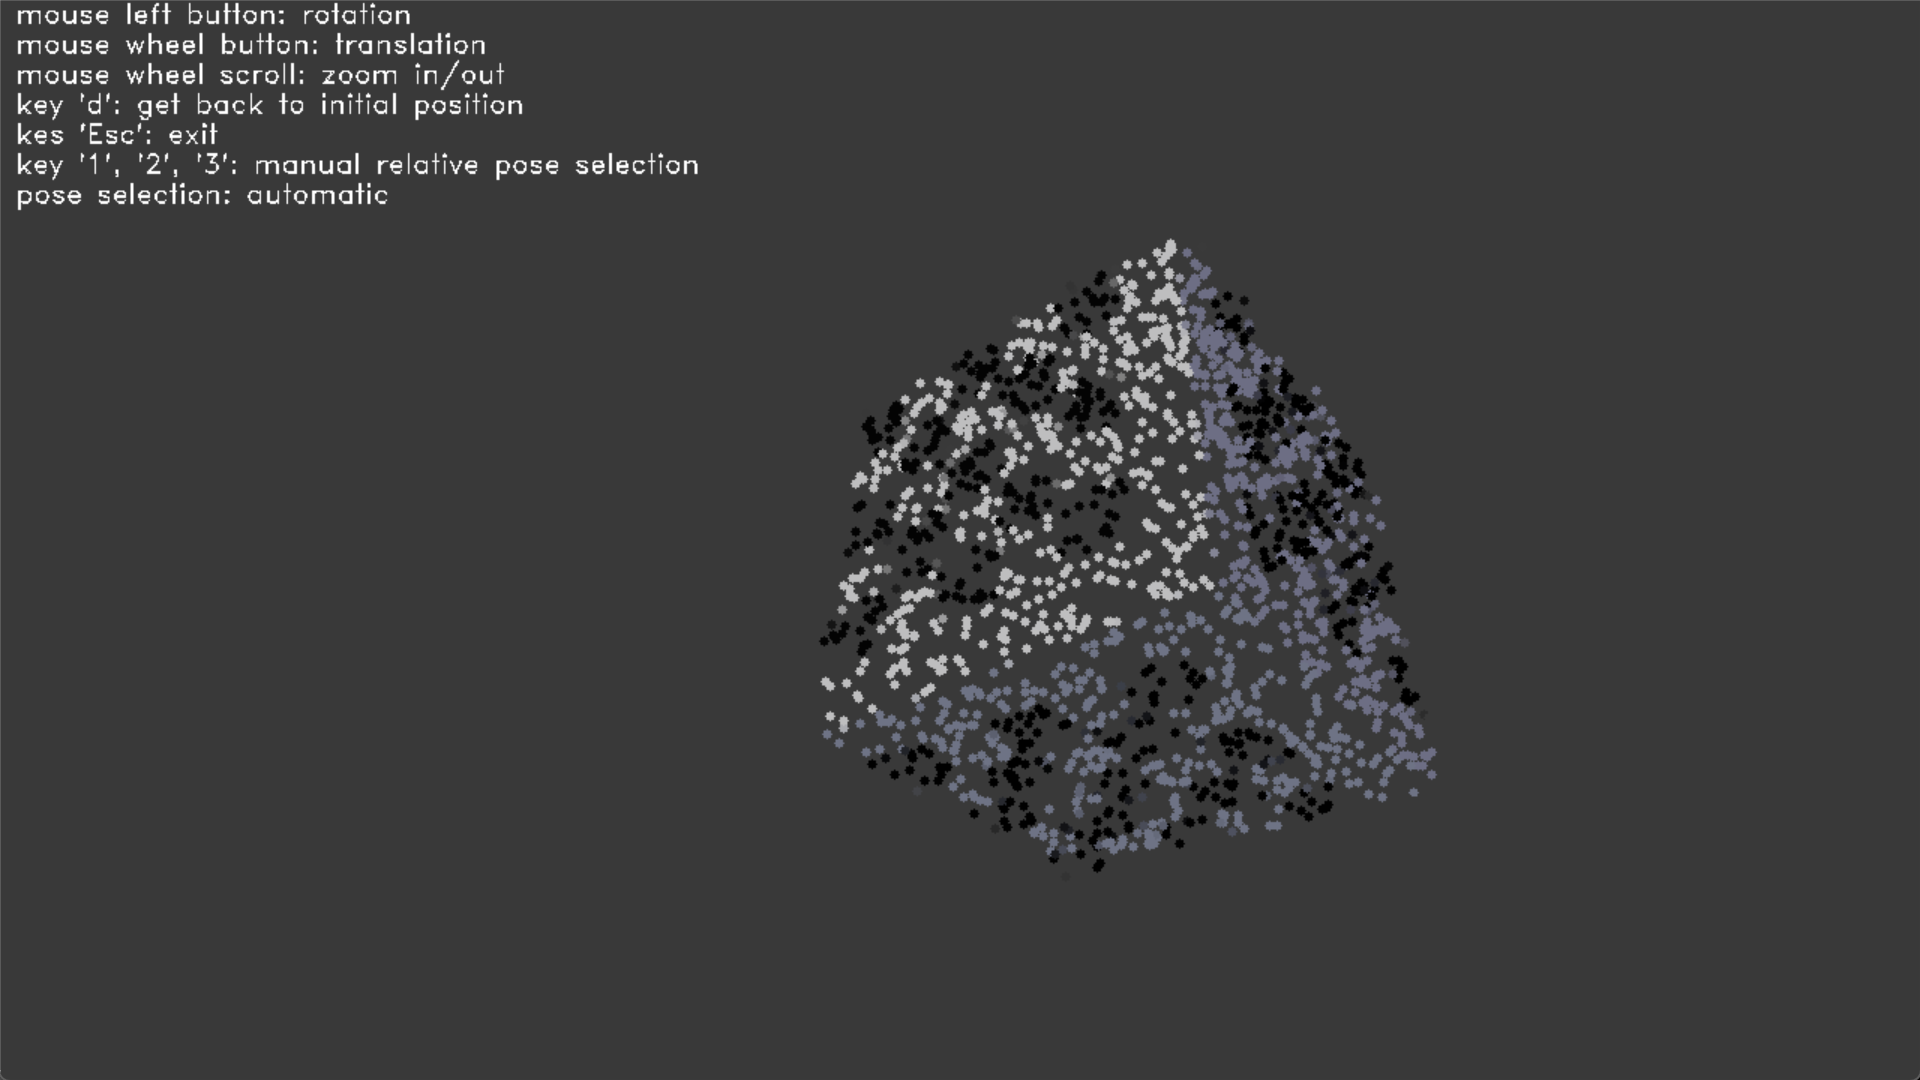 mouse left button: rotation
mouse wheel button: translation
mouse wheel scroll: zoom in/out
key 'd': get back to initial position
kes 'Esc': exit
key '1', '2', '3': manual relative pose selection
pose selection: automatic